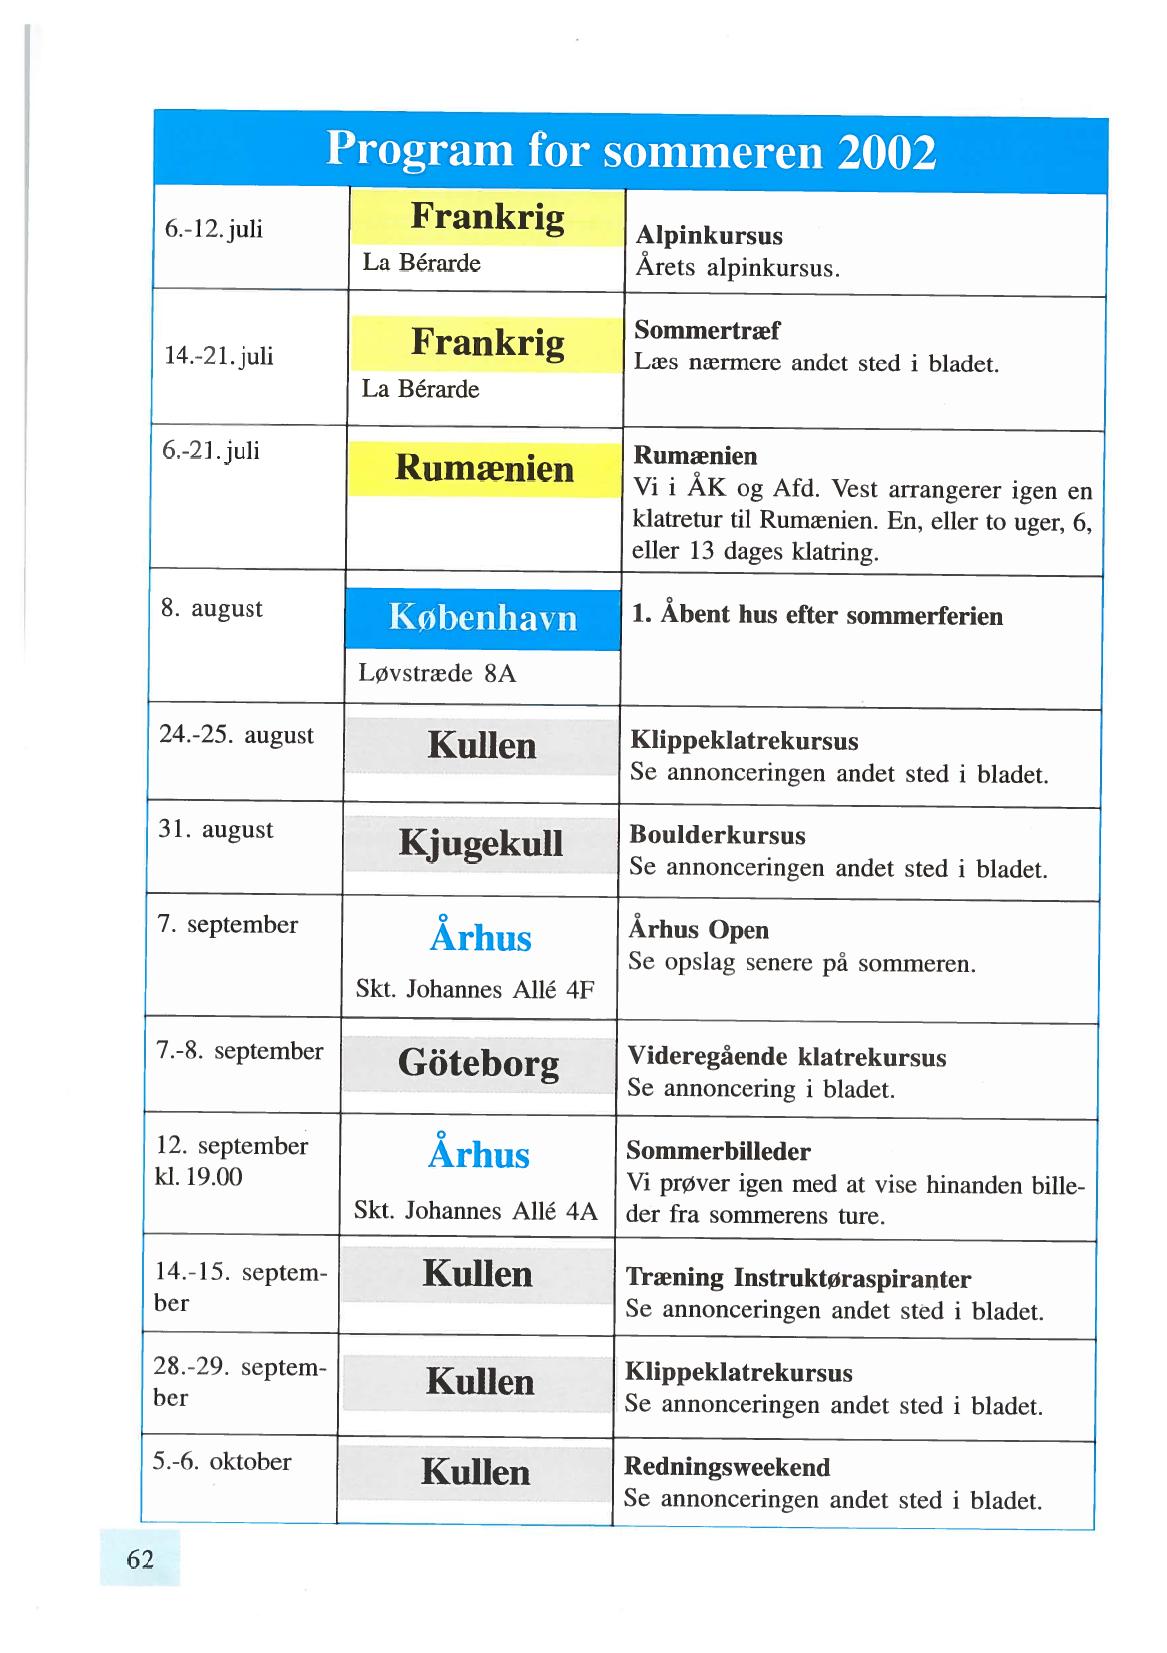 Program for sommeren 2002
6.-12. juli
Frankrig
La Bérarde
Alpinkursus
Årets alpinkursus.
14.-21. juli
Frankrig
La Bérarde
Sommertræf
Læs nærmere andet sted i bladet.
6.-21. juli
Rumænien
Rumænien
Vi i ÅK og Afd. Vest arrangerer igen en
klatretur til Rumænien. En, eller to uger, 6,
eller 13 dages klatring.
8. august
København
Løvstræde 8A
1. Åbent hus efter sommerferien
24.-25. august
Kullen
Klippeklatrekursus
Se annonceringen andet sted i bladet.
31. august
Kjugekull
Boulderkursus
Se annonceringen andet sted i bladet.
7. september
Århus
Skt. Johannes Allé 4F
Århus Open
Se opslag senere på sommeren.
7.-8. september
Göteborg
Videregående klatrekursus
Se annoncering i bladet.
12. september
kl. 19.00
Århus
Skt. Johannes Allé 4A
Sommerbilleder
Vi prøver igen med at vise hinanden bille-
der fra sommerens ture.
14.-15. septem-
ber
Kullen
Træning Instruktøraspiranter
Se annonceringen andet sted i bladet.
28.-29. septem-
ber
Kullen
Klippeklatrekursus
Se annonceringen andet sted i bladet.
5.-6. oktober
Kullen
Redningsweekend
Se annonceringen andet sted i bladet.
62